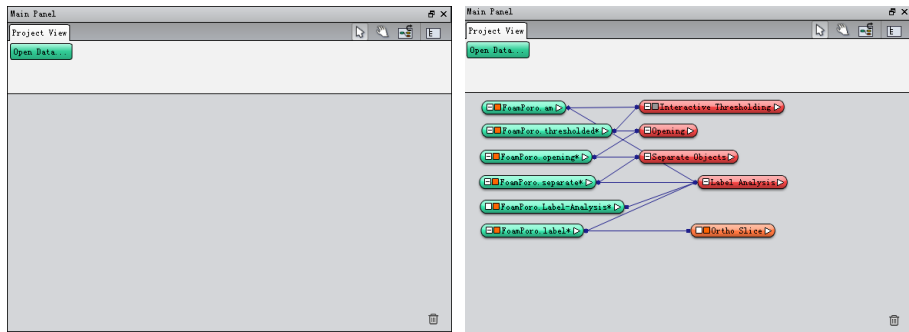 Main Panel
Project View
Open Data...
Main Panel
Project View
Open Data...
FoamPoro.am
Interactive Thresholding
FoamPoro.thresholded*
Opening
FoamPoro.opening*
Separate Objects
FoamPoro.separate*
Label Analysis
FoamPoro.Label-Analysis*
FoamPoro.label*
Ortho Slice